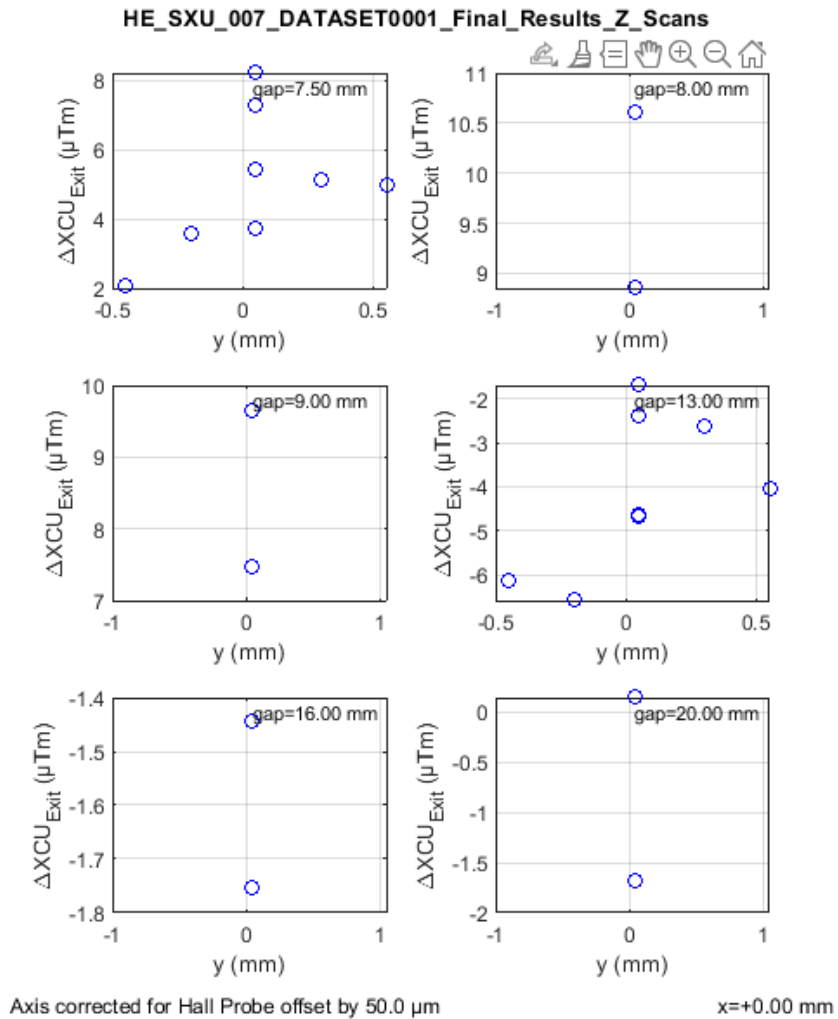 HE_SXU_007_DATASET0001_Final_Results_Z_Scans
gap=7.50 mm
8
6
4
2
-0.5
0
0.5
y (mm)
ΔXCU_Exit (μTm)
gap=8.00 mm
11
10.5
10
9.5
9
-1
0
1
y (mm)
ΔXCU_Exit (μTm)
gap=9.00 mm
10
9
8
7
-1
0
1
y (mm)
ΔXCU_Exit (μTm)
gap=13.00 mm
-2
-3
-4
-5
-6
-0.5
0
0.5
y (mm)
ΔXCU_Exit (μTm)
gap=16.00 mm
-1.4
-1.5
-1.6
-1.7
-1.8
-1
0
1
y (mm)
ΔXCU_Exit (μTm)
gap=20.00 mm
0
-0.5
-1
-1.5
-2
-1
0
1
y (mm)
ΔXCU_Exit (μTm)
Axis corrected for Hall Probe offset by 50.0 μm
x=+0.00 mm